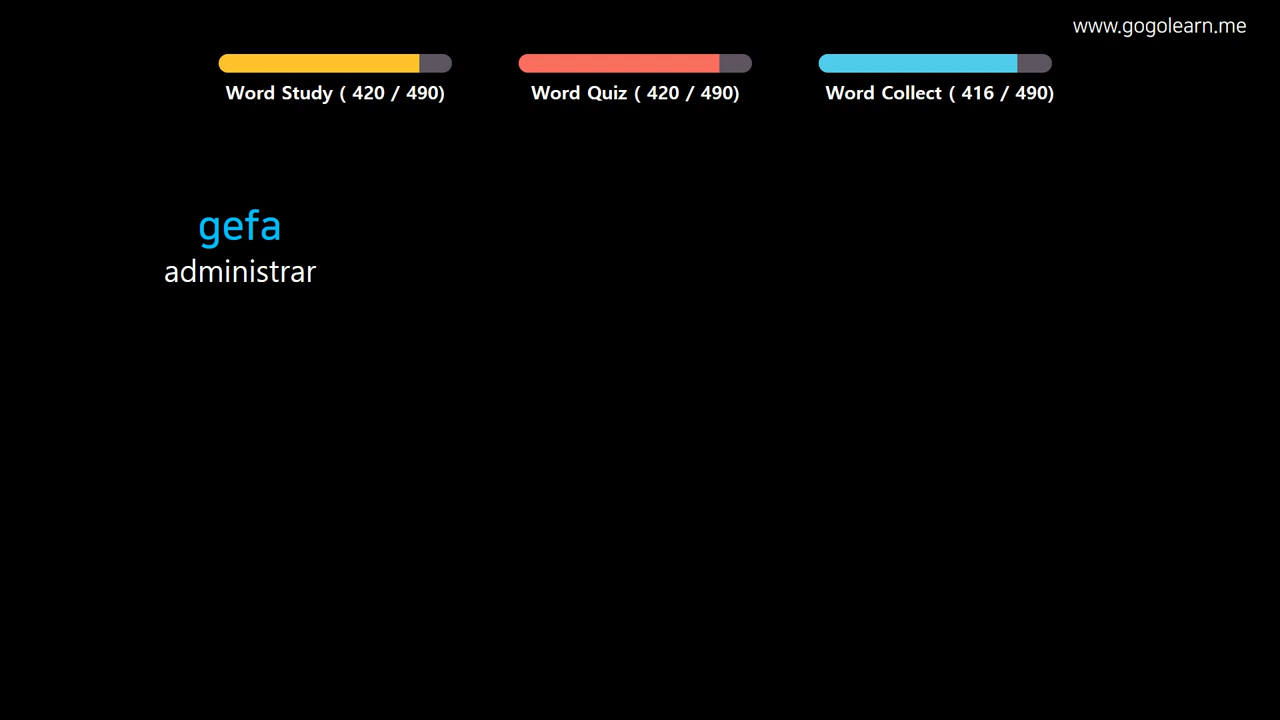 www.gogolearn.me
Word Study ( 420 / 490)
Word Quiz ( 420 / 490)
Word Collect ( 416 / 490)
gefa
administrar